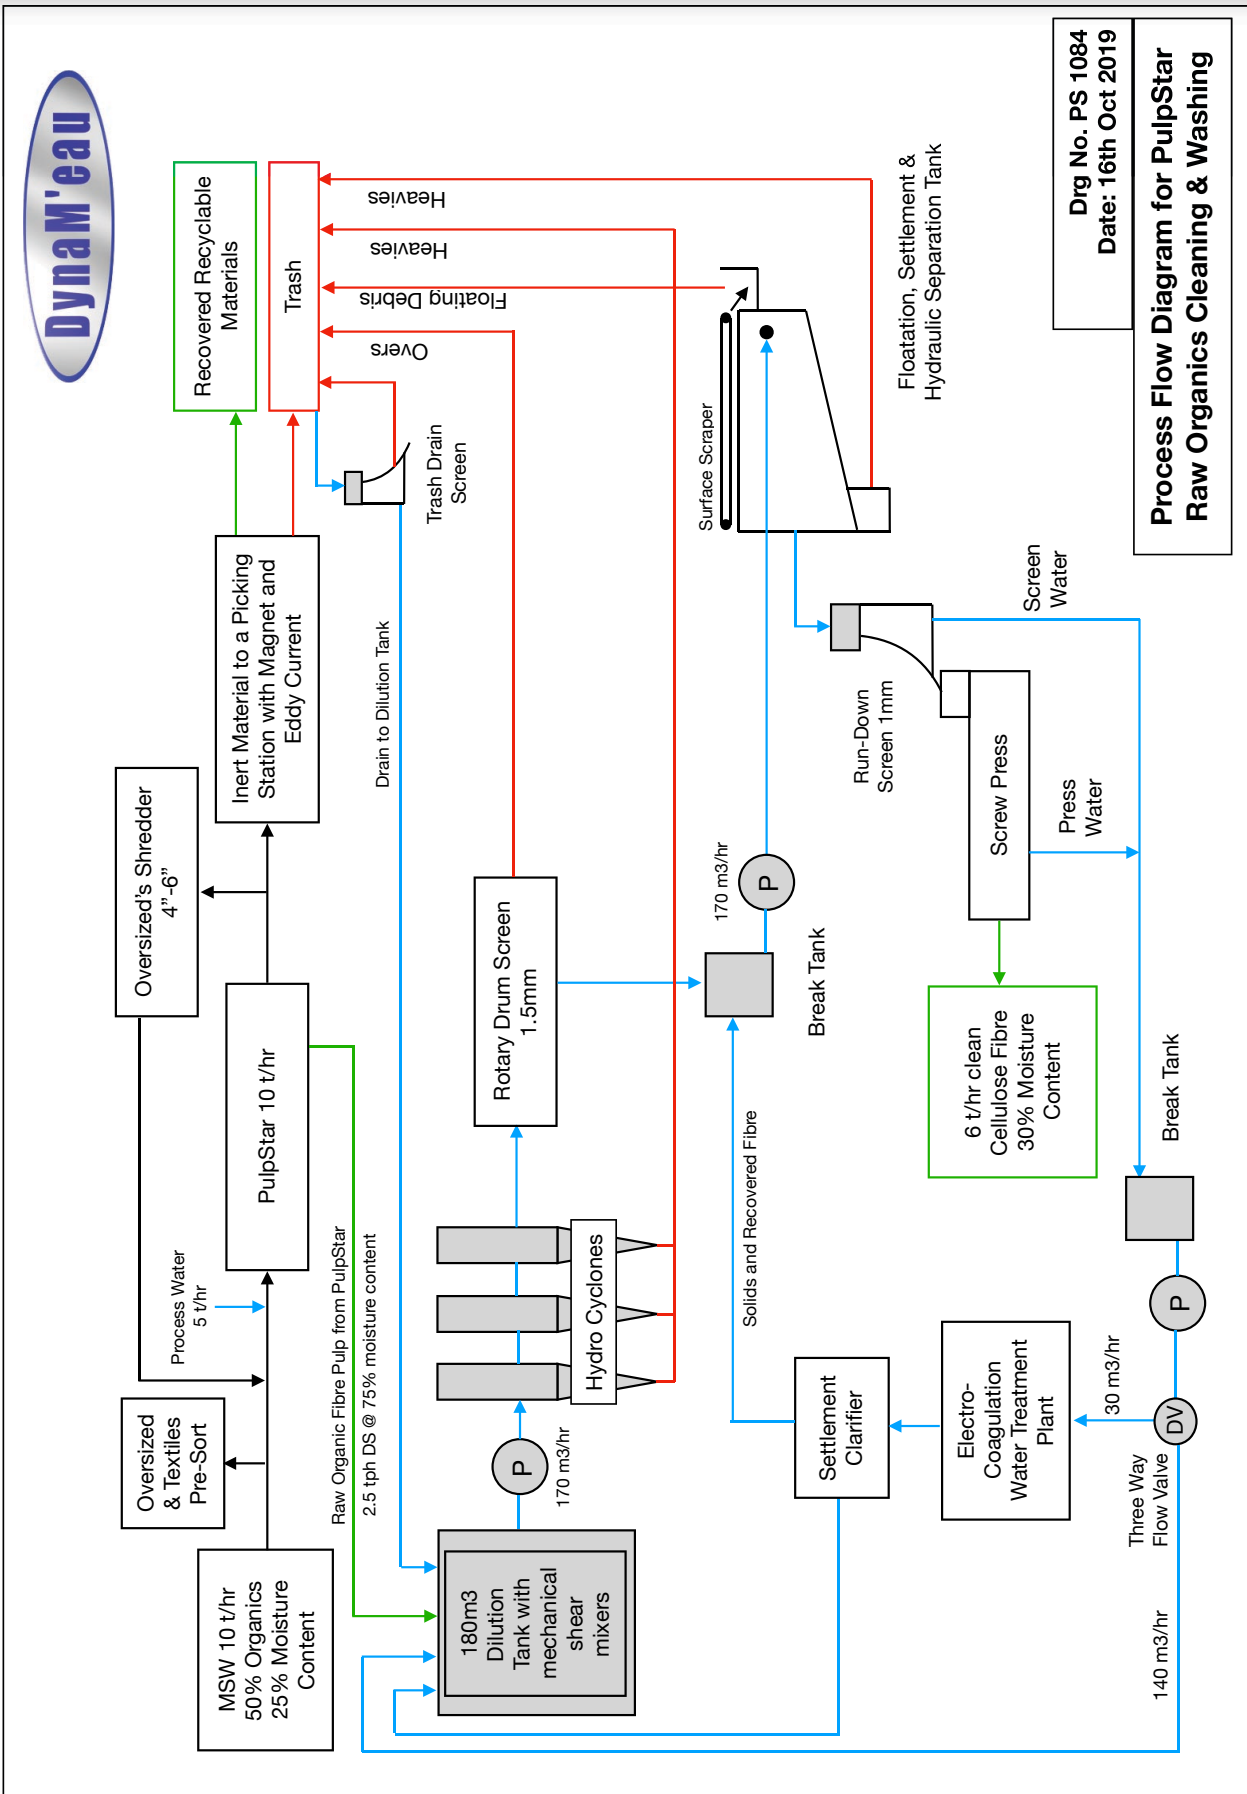 DynaM'eau
MSW 10 t/hr
50% Organics
25% Moisture
Content
Oversized
& Textiles
Pre-Sort
Process Water
5 t/hr
PulpStar 10 t/hr
Oversized's Shredder
4”-6”
Inert Material to a Picking
Station with Magnet and
Eddy Current
Recovered Recyclable
Materials
Trash
Raw Organic Fibre Pulp from PulpStar
2.5 tph DS @ 75% moisture content
Drain to Dilution Tank
Trash Drain
Screen
Overs
Floating Debris
Heavies
Heavies
180m3
Dilution
Tank with
mechanical
shear
mixers
P
170 m3/hr
Hydro Cyclones
Rotary Drum Screen
1.5mm
Solids and Recovered Fibre
Break Tank
170 m3/hr
P
Surface Scraper
Floatation, Settlement &
Hydraulic Separation Tank
Run-Down
Screen 1mm
Screen
Water
Screw Press
Press
Water
6 t/hr clean
Cellulose Fibre
30% Moisture
Content
Break Tank
P
DV
Three Way
Flow Valve
30 m3/hr
140 m3/hr
Electro-
Coagulation
Water Treatment
Plant
Settlement
Clarifier
Drg No. PS 1084
Date: 16th Oct 2019
Process Flow Diagram for PulpStar
Raw Organics Cleaning & Washing